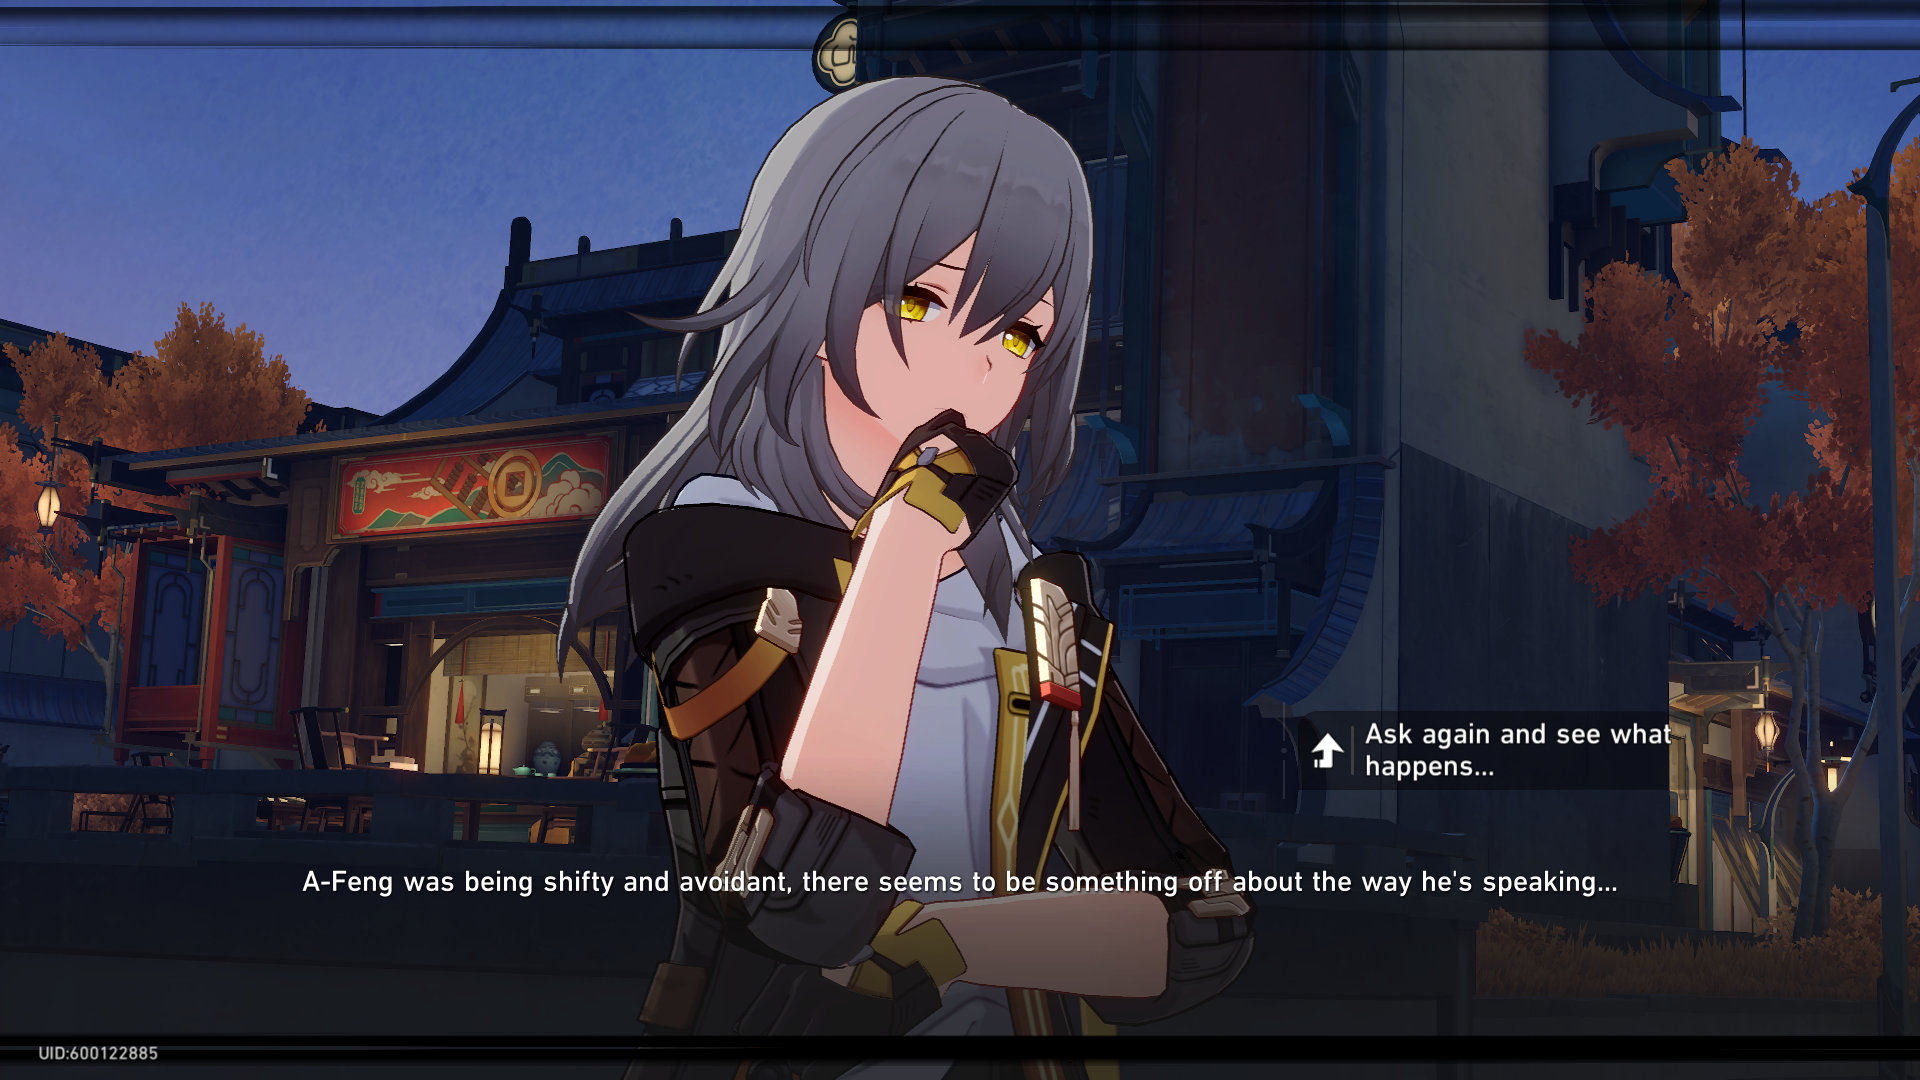 Ask again and see what
happens...
A-Feng was being shifty and avoidant, there seems to be something off about the way he's speaking...
UID:600122885